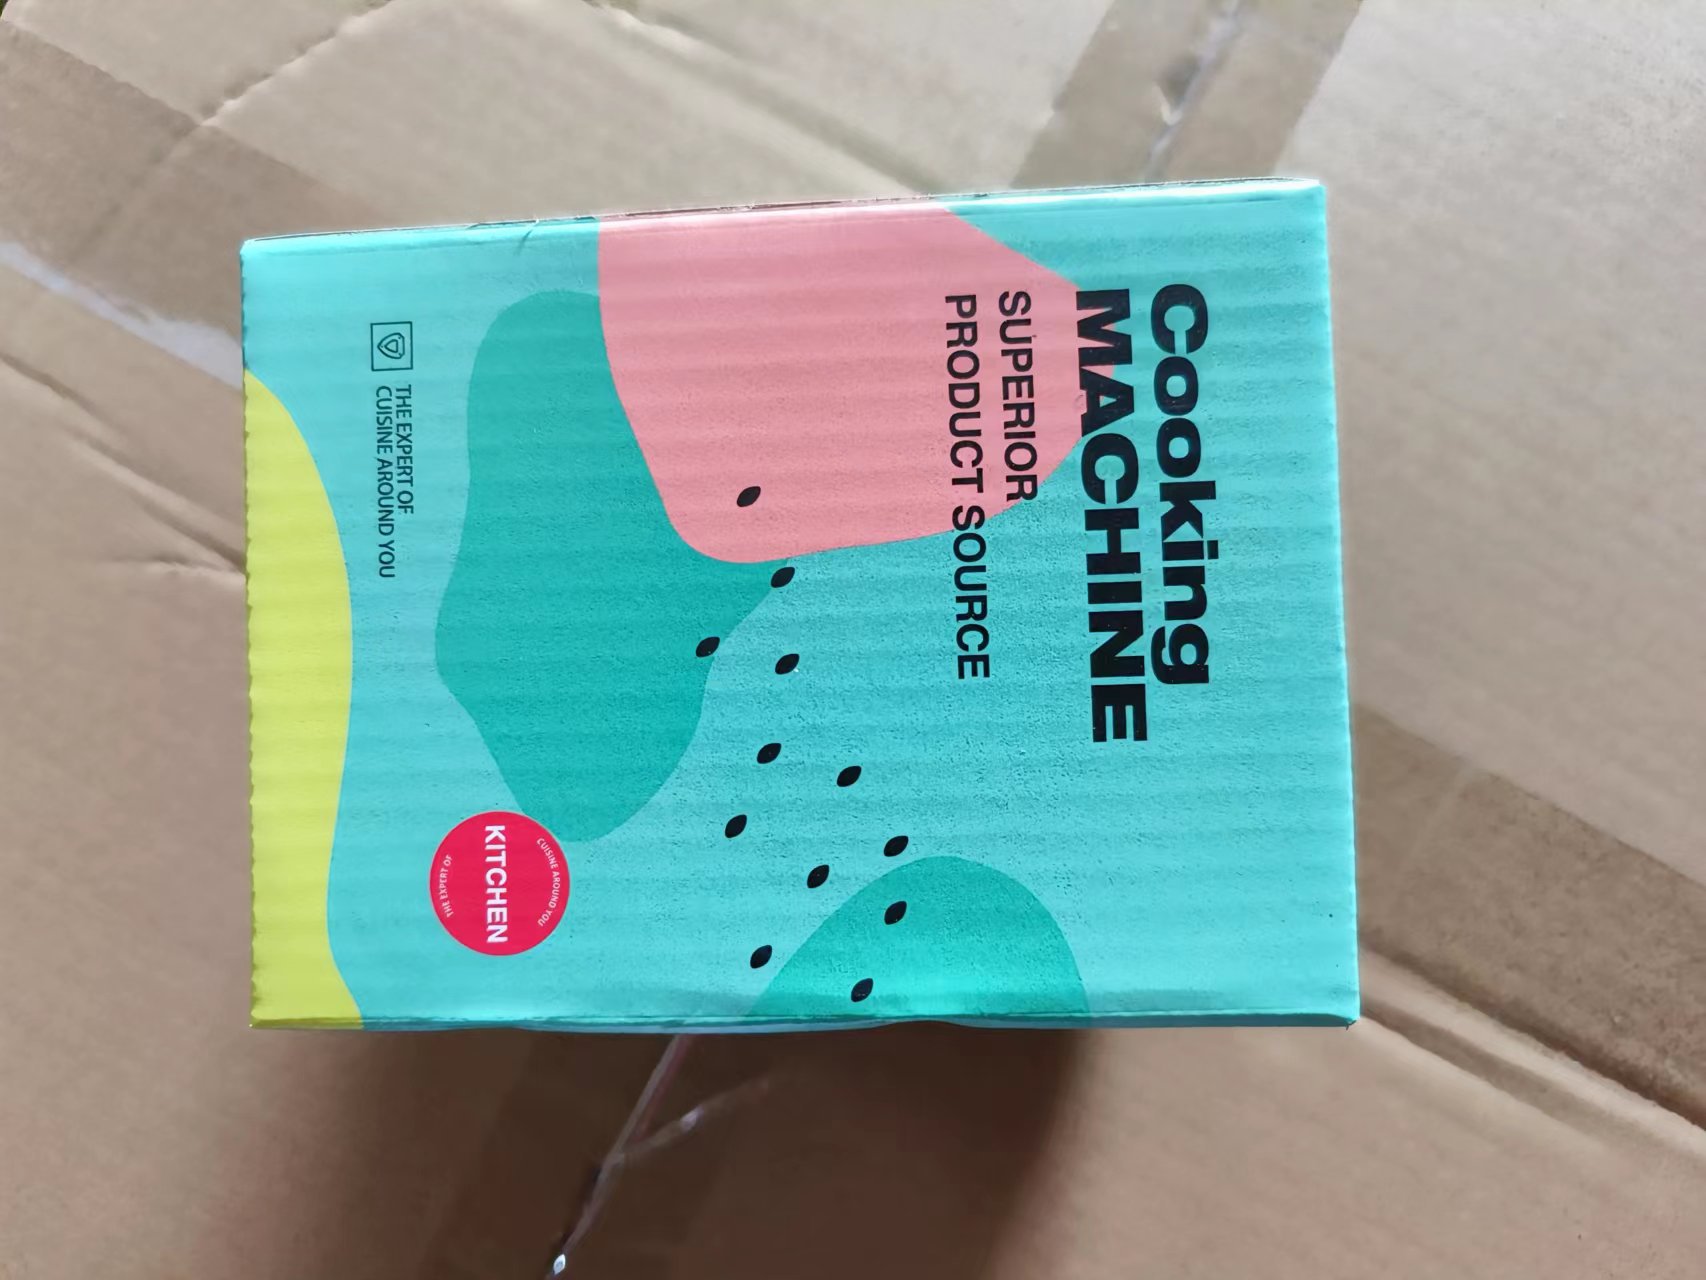 Cooking
MACHINE
SUPERIOR
PRODUCT SOURCE
THE EXPERT OF
CUISINE AROUND YOU
CUISINE AROUND YOU
KITCHEN
THE EXPERT OF